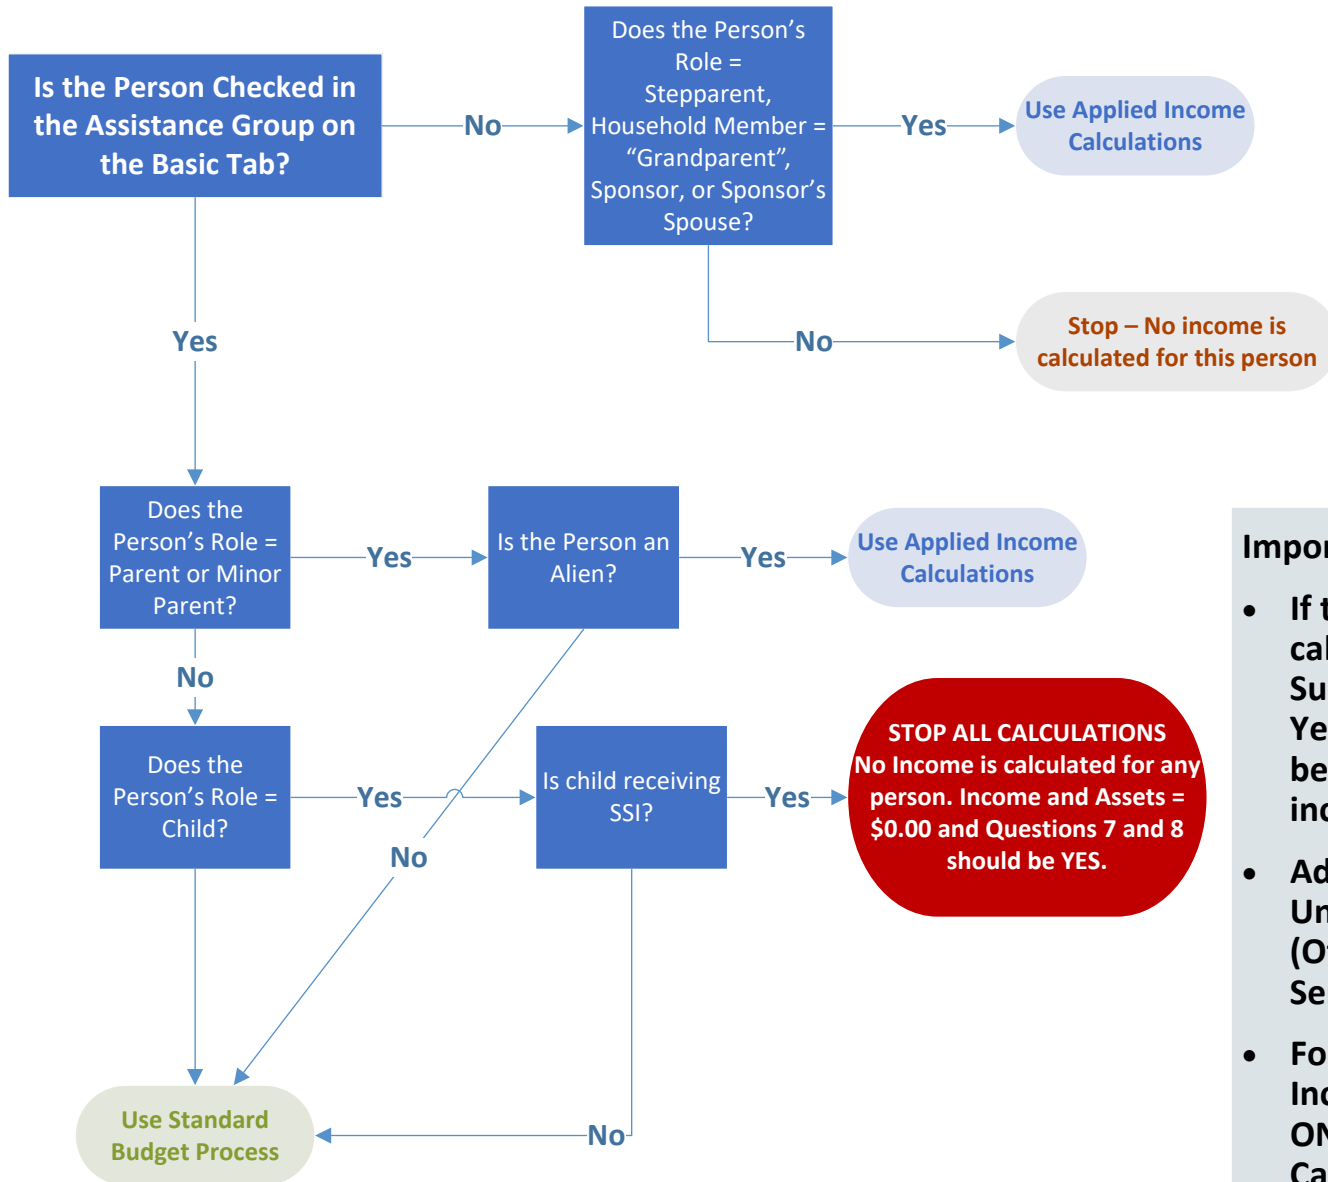 Is the Person Checked in
the Assistance Group on
the Basic Tab?
No
Does the Person's
Role =
Stepparent,
Household Member =
“Grandparent”,
Sponsor, or Sponsor's
Spouse?
Yes
Use Applied Income
Calculations
No
Stop – No income is
calculated for this person
Yes
Does the
Person's Role =
Parent or Minor
Parent?
Yes
Is the Person an
Alien?
Yes
Use Applied Income
Calculations
No
No
Does the
Person's Role =
Child?
Yes
Is child receiving
SSI?
Yes
STOP ALL CALCULATIONS
No Income is calculated for any
person. Income and Assets =
$0.00 and Questions 7 and 8
should be YES.
No
Use Standard
Budget Process
• If
• Ad